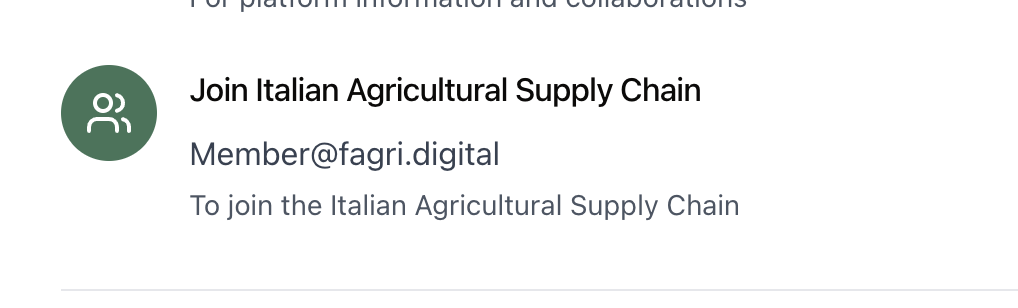 For platform information and collaborations
Join Italian Agricultural Supply Chain
Member@fagri.digital
To join the Italian Agricultural Supply Chain